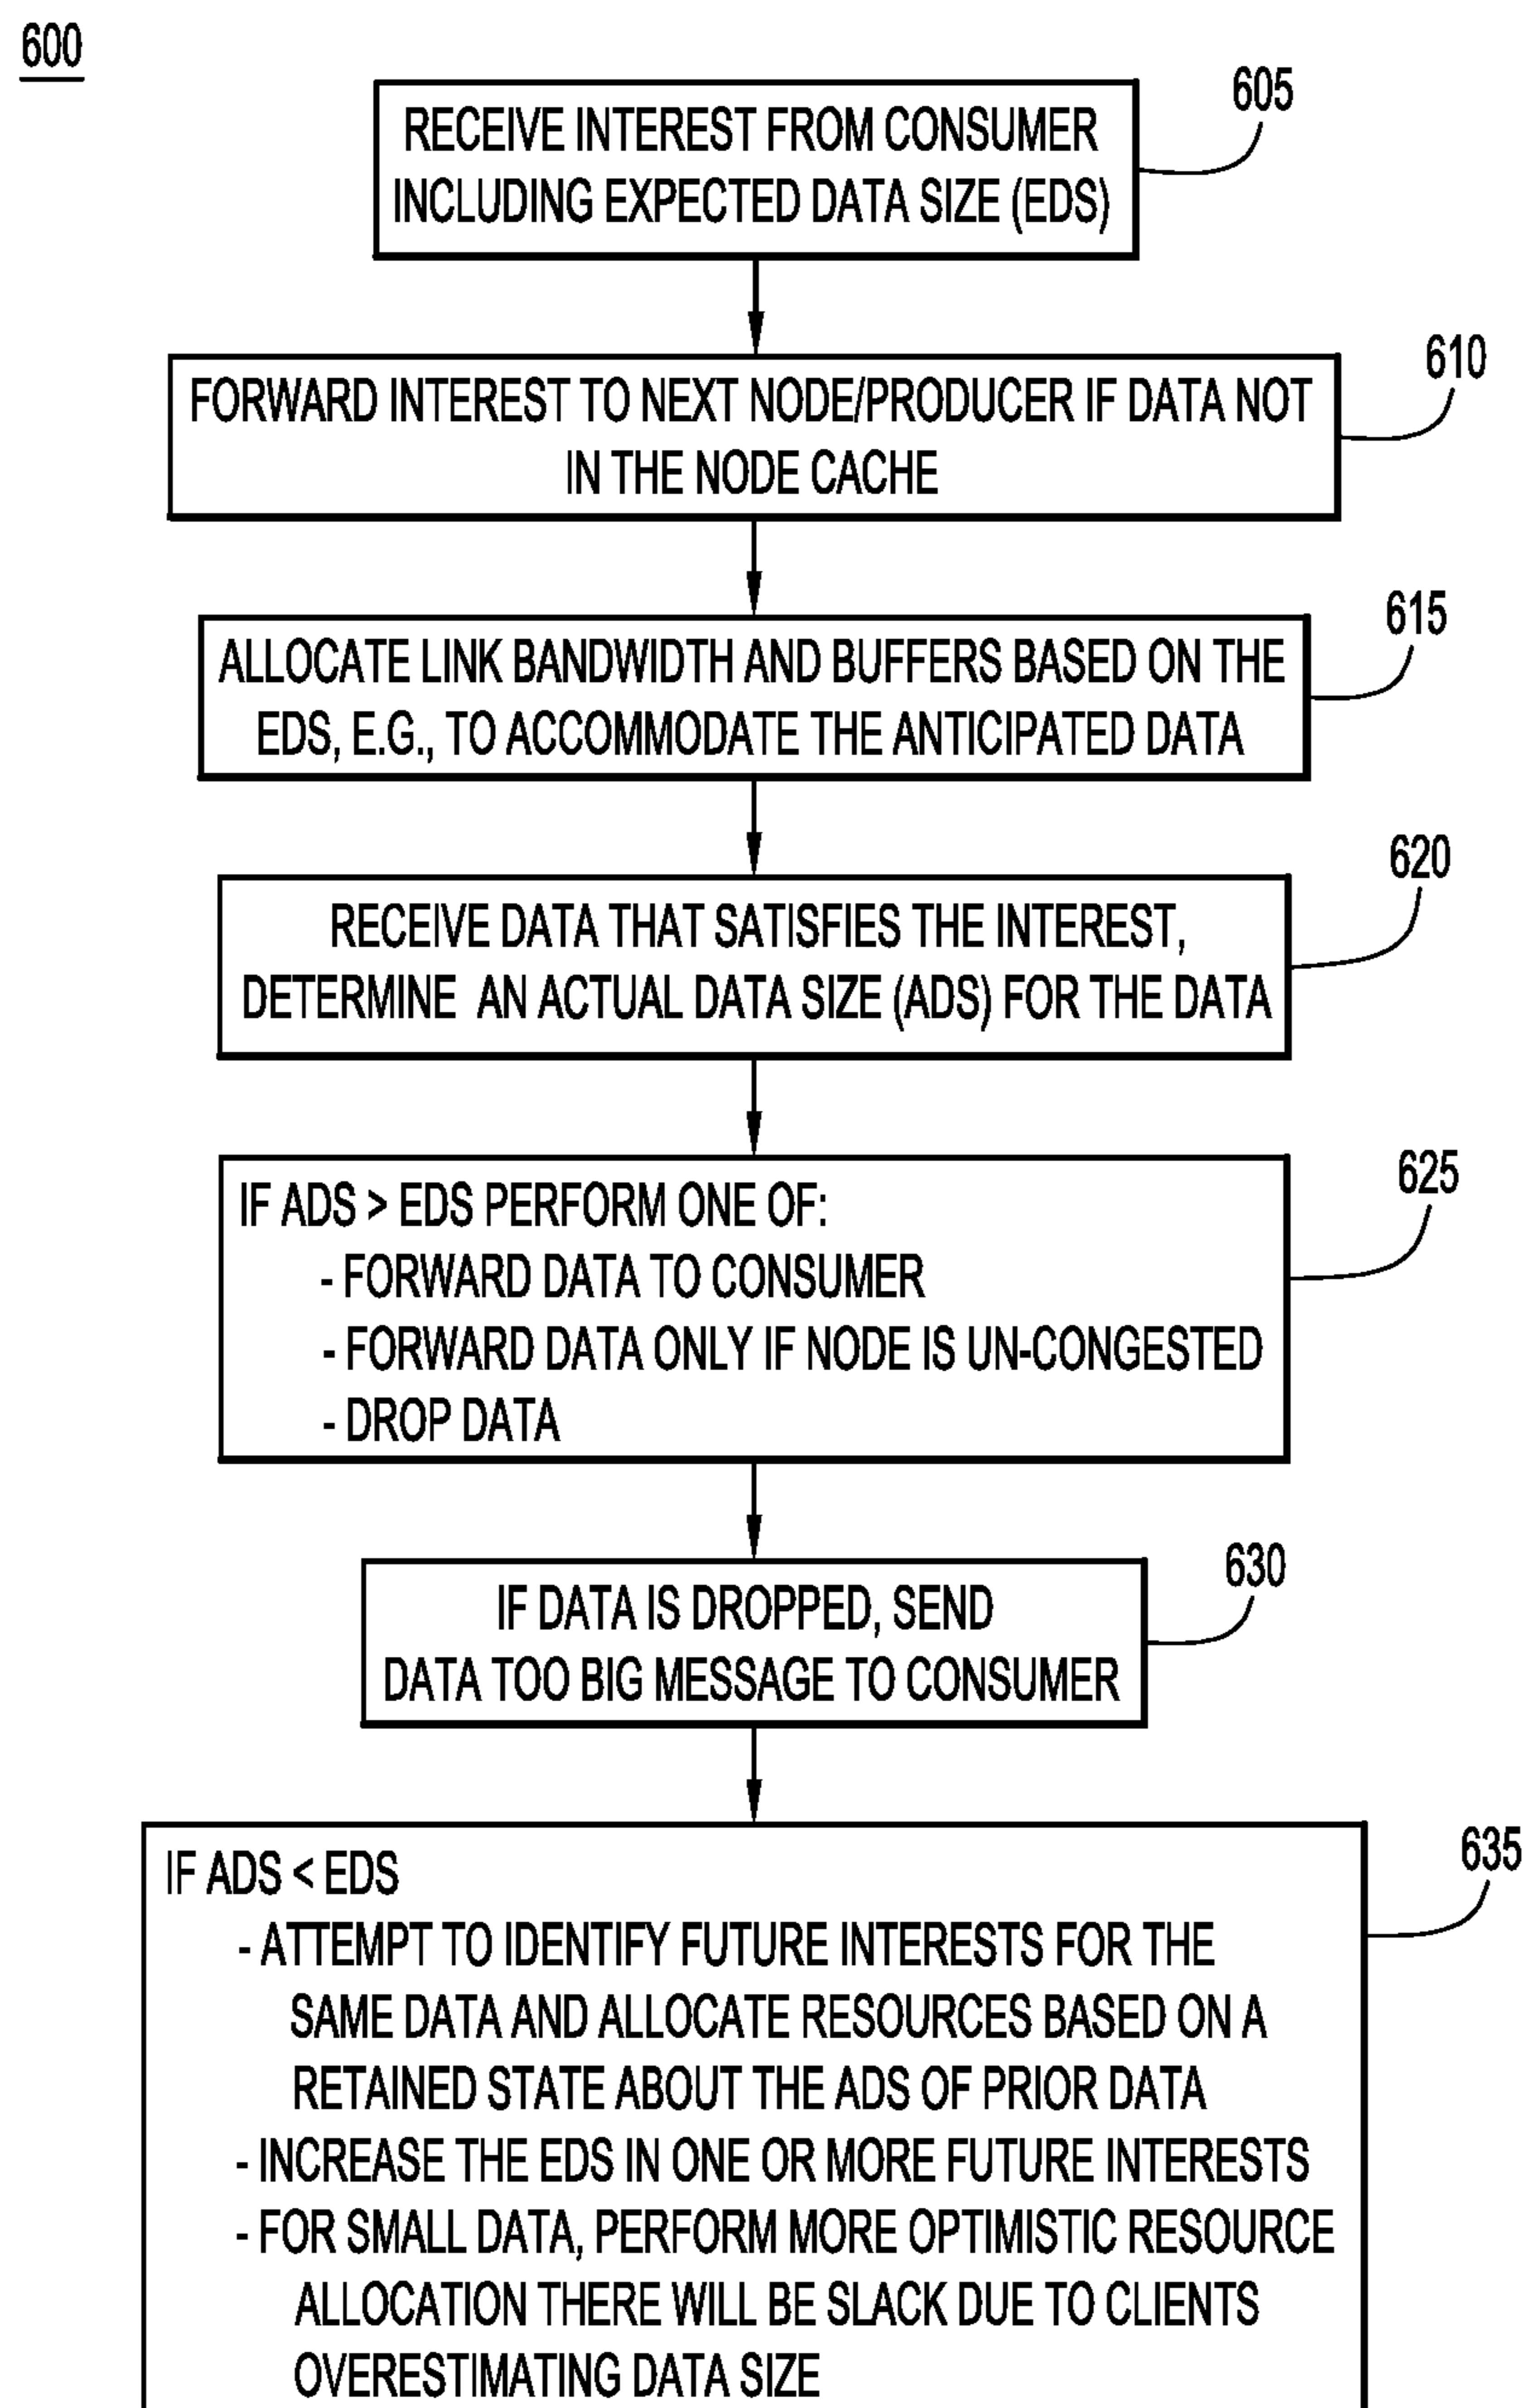 600
605
RECEIVE INTEREST FROM CONSUMER
INCLUDING EXPECTED DATA SIZE (EDS)
610
FORWARD INTEREST TO NEXT NODE/PRODUCER IF DATA NOT
IN THE NODE CACHE
615
ALLOCATE LINK BANDWIDTH AND BUFFERS BASED ON THE
EDS, E.G., TO ACCOMMODATE THE ANTICIPATED DATA
620
RECEIVE DATA THAT SATISFIES THE INTEREST,
DETERMINE AN ACTUAL DATA SIZE (ADS) FOR THE DATA
625
IF ADS > EDS PERFORM ONE OF:
- FORWARD DATA TO CONSUMER
- FORWARD DATA ONLY IF NODE IS UN-CONGESTED
- DROP DATA
630
IF DATA IS DROPPED, SEND
DATA TOO BIG MESSAGE TO CONSUMER
635
IF ADS < EDS
- ATTEMPT TO IDENTIFY FUTURE INTERESTS FOR THE
SAME DATA AND ALLOCATE RESOURCES BASED ON A
RETAINED STATE ABOUT THE ADS OF PRIOR DATA
- INCREASE THE EDS IN ONE OR MORE FUTURE INTERESTS
- FOR SMALL DATA, PERFORM MORE OPTIMISTIC RESOURCE
ALLOCATION THERE WILL BE SLACK DUE TO CLIENTS
OVERESTIMATING DATA SIZE